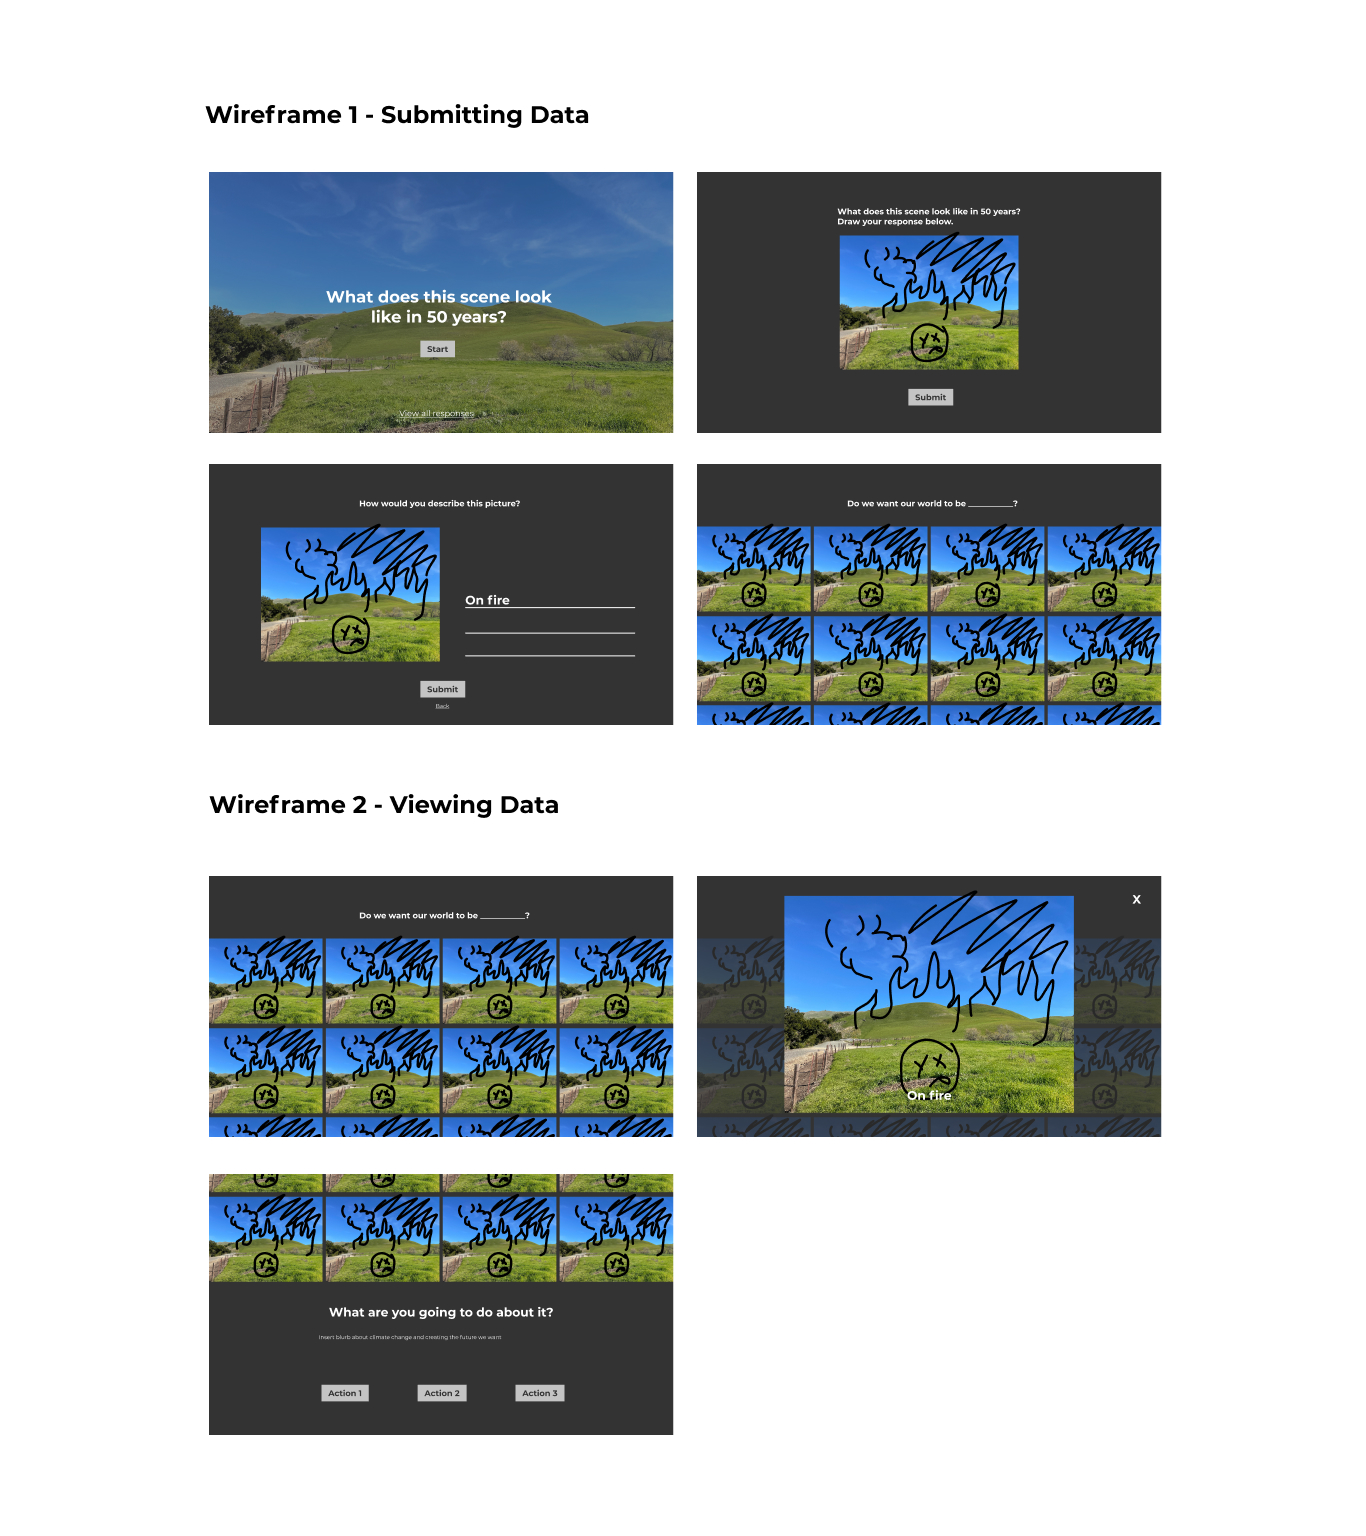 Wireframe 1 - Submitting Data
What does this scene look
like in 50 years?
Start
View all responses
What does this scene look like in 50 years?
Draw your response below.
Submit
How would you describe this picture?
On fire
Submit
Back
Do we want our world to be __________?
Wireframe 2 - Viewing Data
Do we want our world to be __________?
X
On fire
What are you going to do about it?
Insert blurb about climate change and creating the future we want
Action 1
Action 2
Action 3